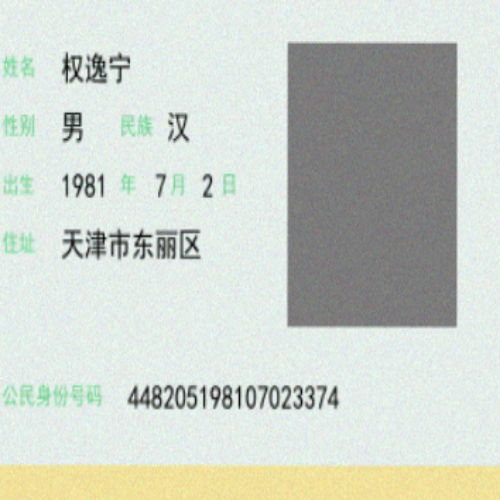 姓名 权逸宁
性别 男 民族 汉
出生 1981 年 7 月 2 日
住址 天津市东丽区
公民身份号码 448205198107023374